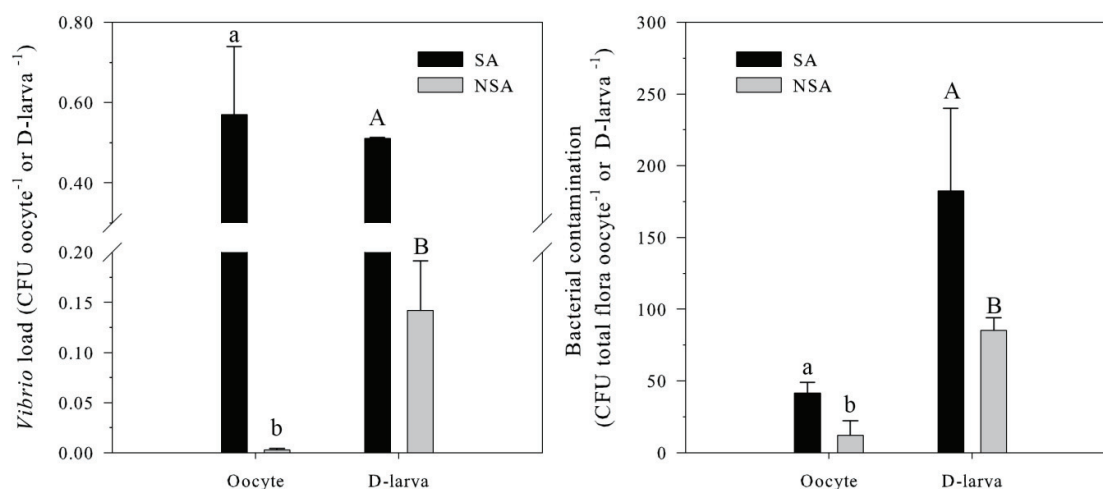 Vibrio load (CFU oocyte⁻¹ or D-larva ⁻¹)
0.80
0.60
0.40
0.20
0.15
0.10
0.05
0.00
a
b
A
B
SA
NSA
Oocyte
D-larva
Bacterial contamination
(CFU total flora oocyte⁻¹ or D-larva ⁻¹)
300
250
200
150
100
50
0
a
b
A
B
SA
NSA
Oocyte
D-larva